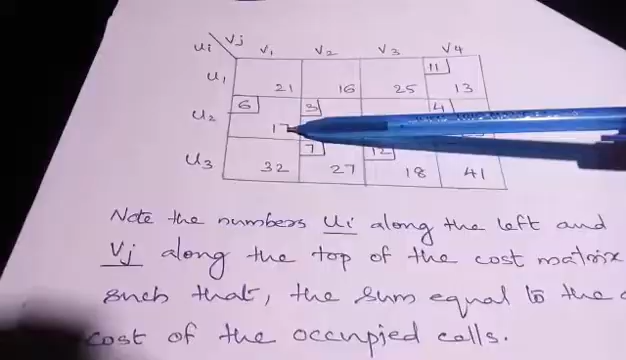 ui Vj V1 V2 V3 V4
u1 21 16 25 11 13
u2 6 17 3 4
u3 32 7 27 12 18 41
Note the numbers ui along the left and
Vj along the top of the cost matrix
such that, the sum equal to the
cost of the occupied cells.